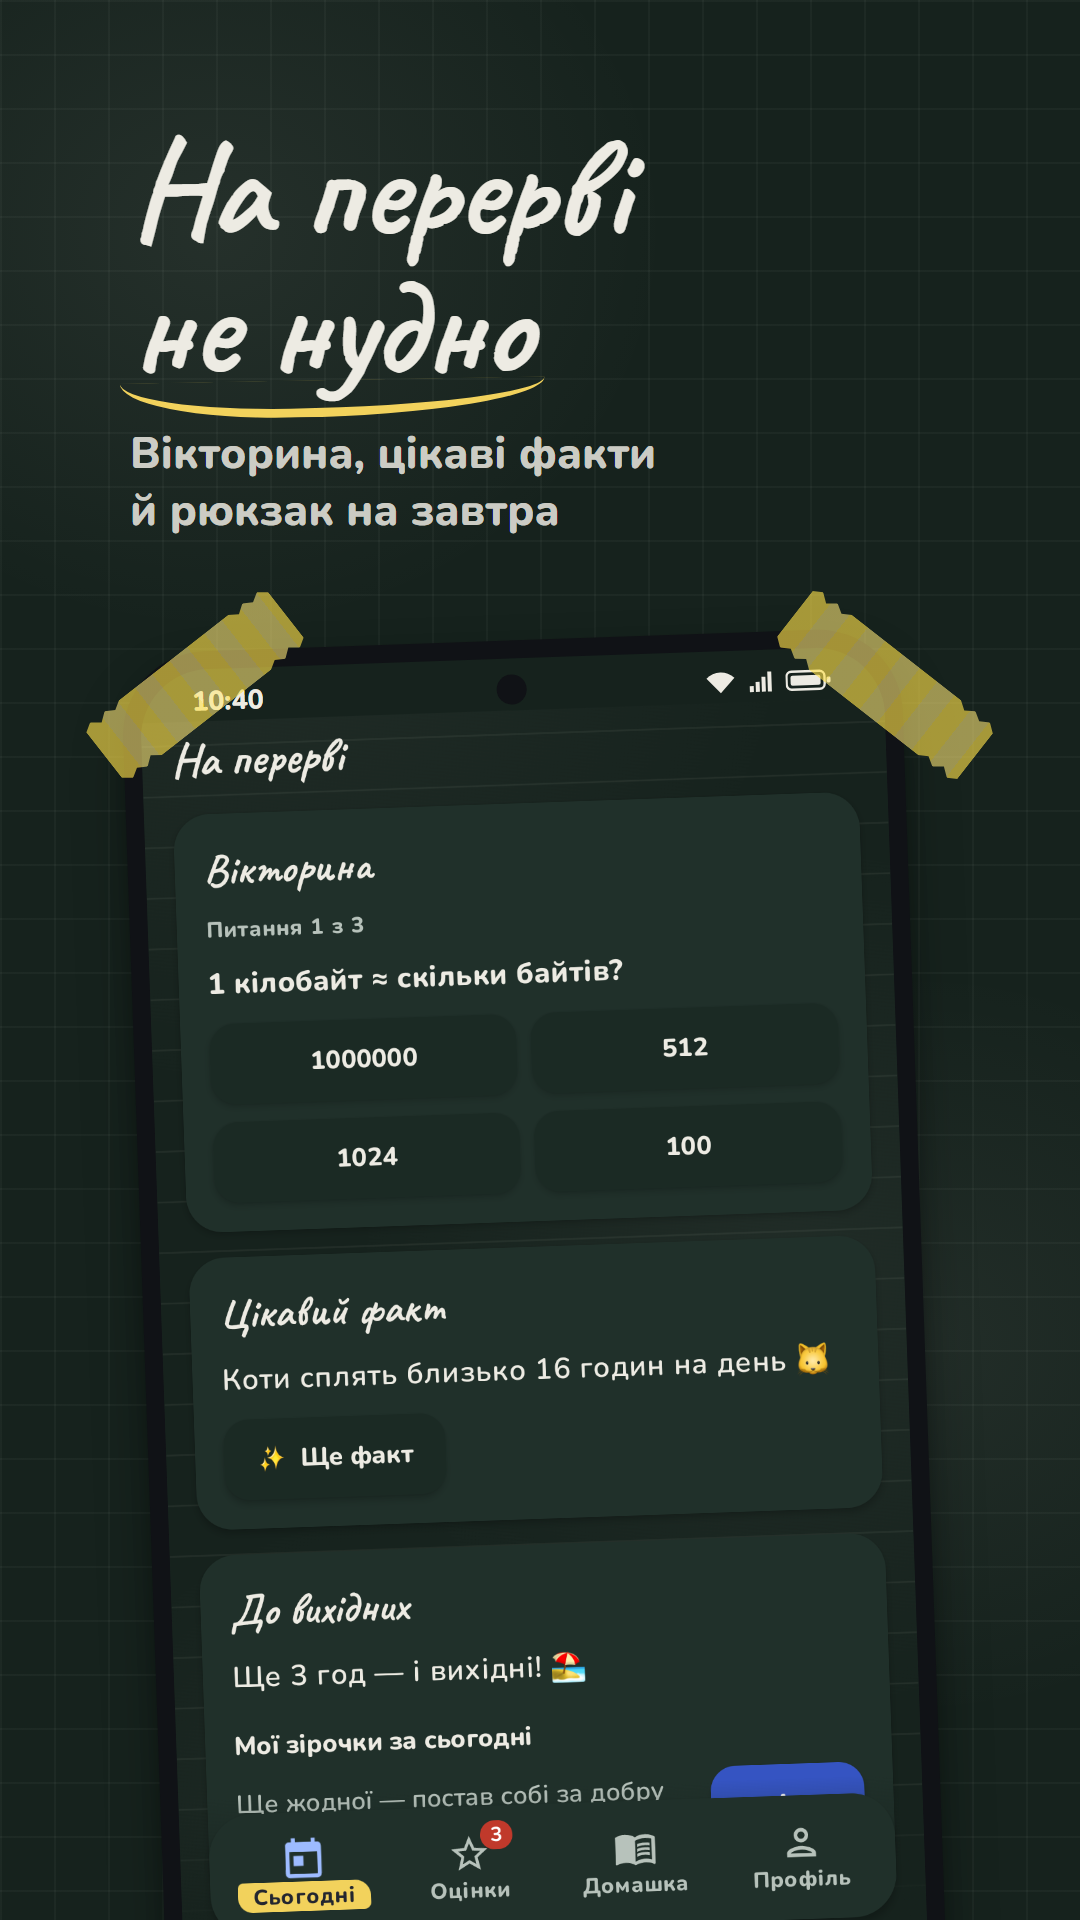 На перерві
не нудно
Вікторина, цікаві факти
й рюкзак на завтра
10:40
На перерві
Вікторина
Питання 1 з 3
1 кілобайт ≈ скільки байтів?
1000000
512
1024
100
Цікавий факт
Коти сплять близько 16 годин на день
Ще факт
До вихідних
Ще 3 год — і вихідні!
Мої зірочки за сьогодні
Ще жодної — постав собі за добру
3
Сьогодні
Оцінки
Домашка
Профіль